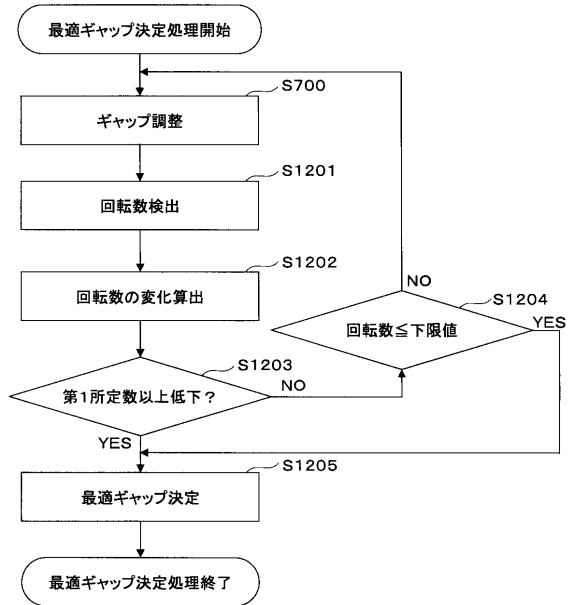 最適ギャップ決定処理開始
S700
ギャップ調整
S1201
回転数検出
S1202
回転数の変化算出
S1203
第1所定数以上低下?
NO
YES
S1204
回転数≦下限値
NO
YES
S1205
最適ギャップ決定
最適ギャップ決定処理終了